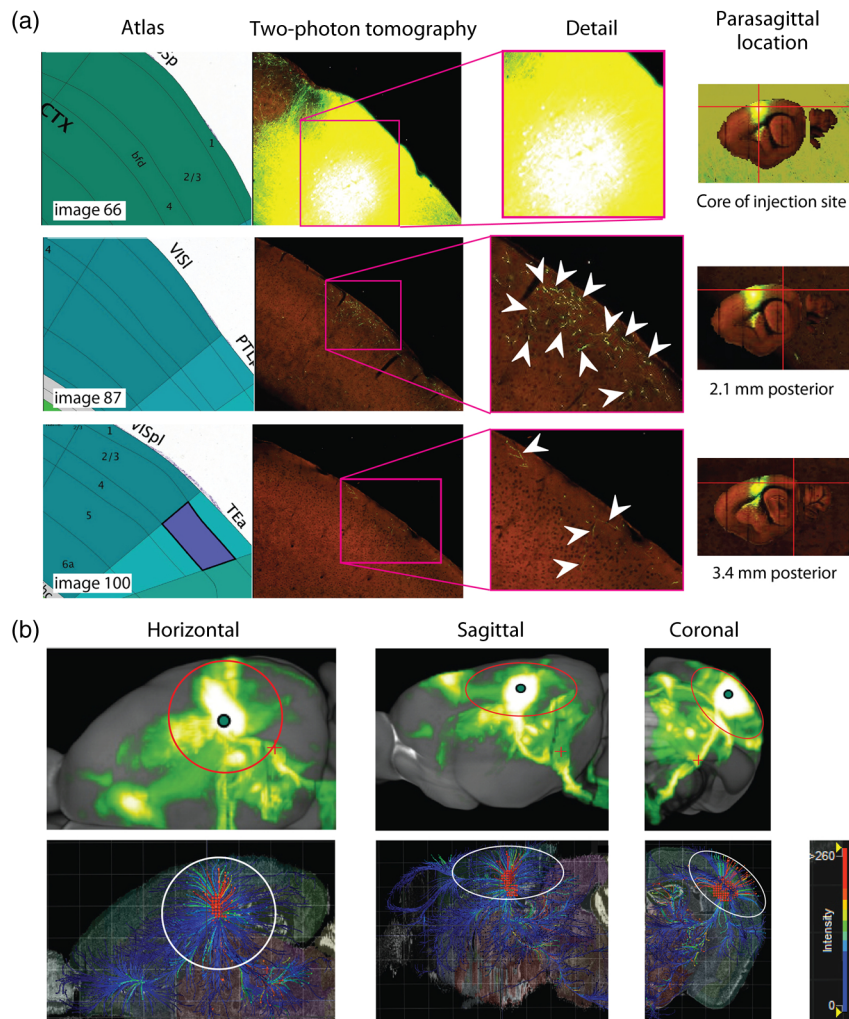 (a)
Atlas
Two-photon tomography
Detail
Parasagittal
location
SSp
CTX
bfd
1
2/3
4
image 66
Core of injection site
4
VISl
PTLp
image 87
2.1 mm posterior
1
VISpl
2/3
4
5
TEa
6a
image 100
3.4 mm posterior
(b)
Horizontal
Sagittal
Coronal
>260
Intensity
0